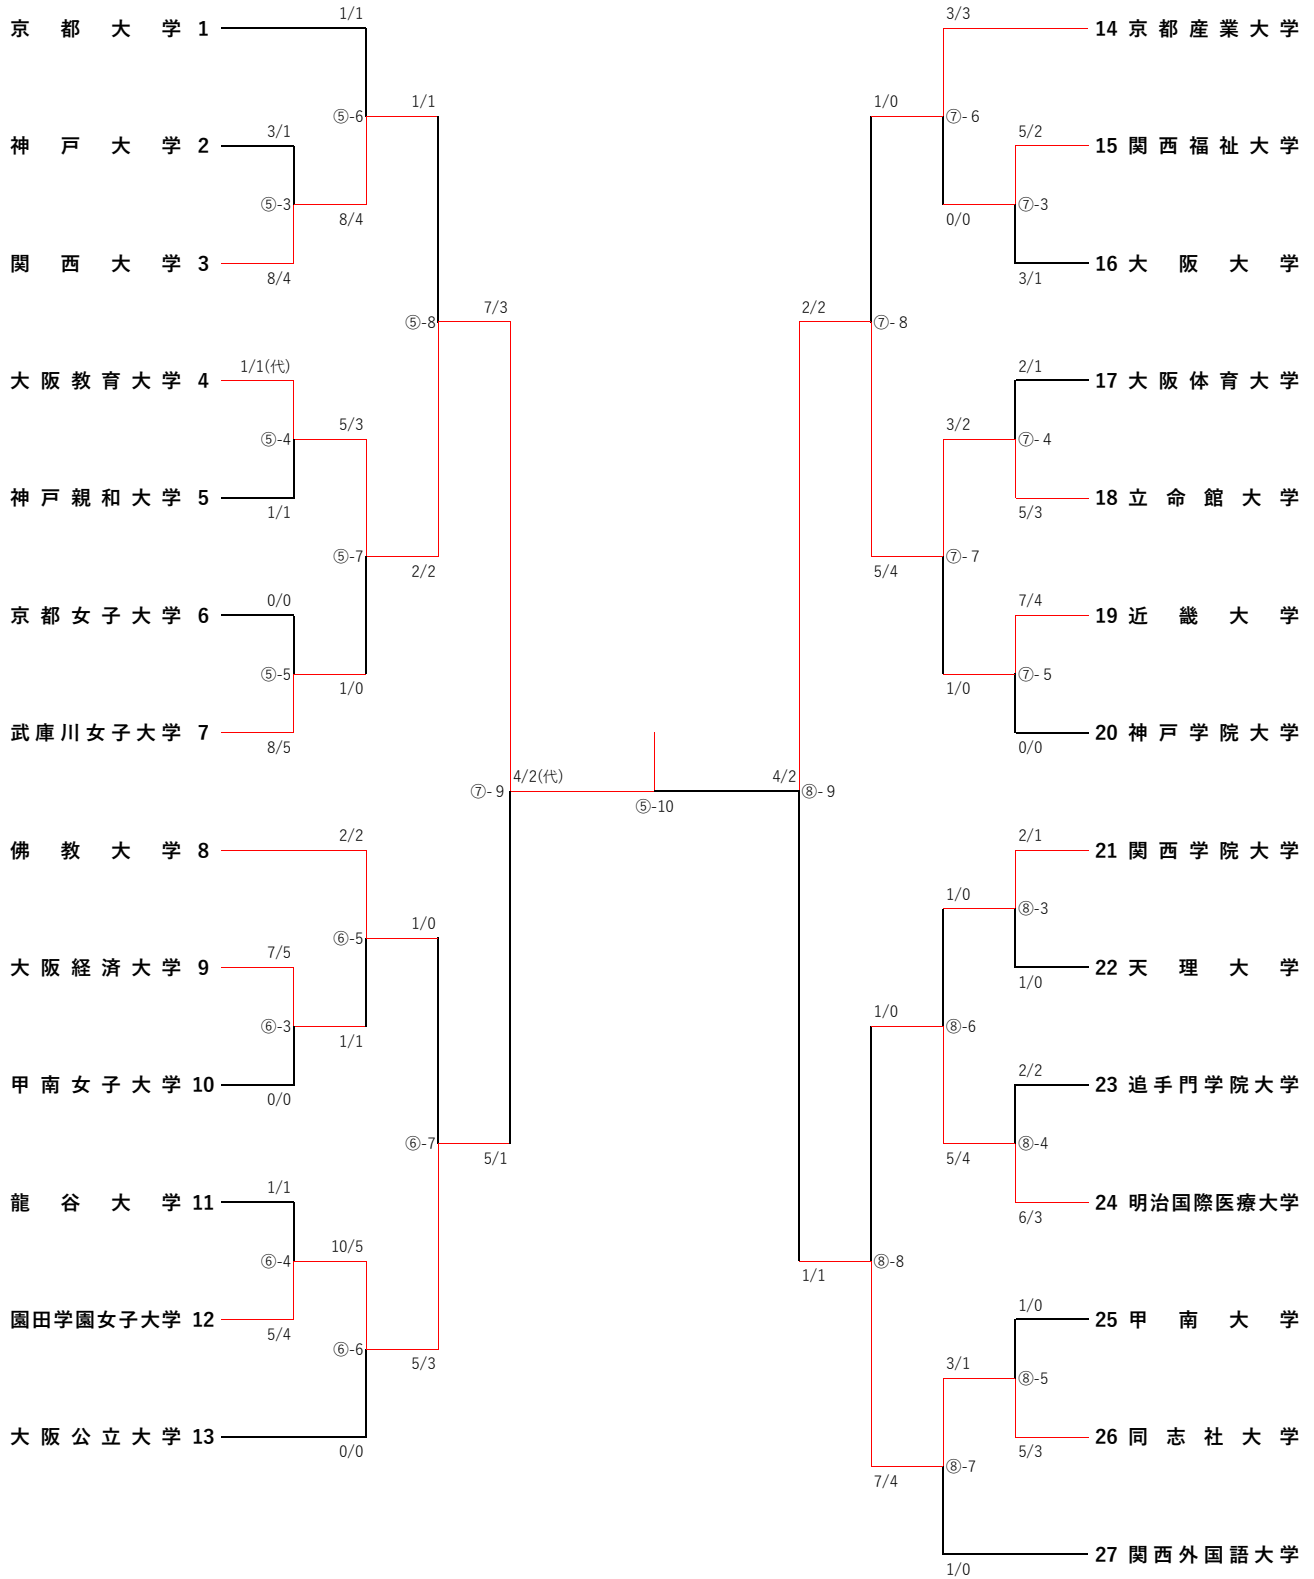 1/1
京都大学 1
⑤-6
1/1
3/1
神戸大学 2
⑤-3
8/4
関西大学 3
8/4
⑤-8
7/3
1/1(代)
大阪教育大学 4
⑤-4
5/3
神戸親和大学 5
1/1
⑤-7
2/2
0/0
京都女子大学 6
⑤-5
1/0
武庫川女子大学 7
8/5
⑦- 9
4/2(代)
⑤-10
2/2
佛教大学 8
⑥-5
1/0
7/5
大阪経済大学 9
⑥-3
1/1
甲南女子大学 10
0/0
⑥-7
5/1
1/1
龍谷大学 11
⑥-4
10/5
園田学園女子大学 12
5/4
⑥-6
5/3
大阪公立大学 13
0/0
3/3
14 京都産業大学
1/0
⑦- 6
5/2
15 関西福祉大学
⑦-3
0/0
16 大阪大学
3/1
2/2
⑦- 8
2/1
17 大阪体育大学
3/2
⑦- 4
18 立命館大学
5/3
5/4
⑦- 7
7/4
19 近畿大学
⑦- 5
1/0
20 神戸学院大学
0/0
4/2
⑧- 9
2/1
21 関西学院大学
1/0
⑧-3
22 天理大学
1/0
1/0
⑧-6
2/2
23 追手門学院大学
⑧-4
5/4
24 明治国際医療大学
6/3
⑧-8
1/1
1/0
25 甲南大学
3/1
⑧-5
26 同志社大学
5/3
7/4
⑧-7
27 関西外国語大学
1/0